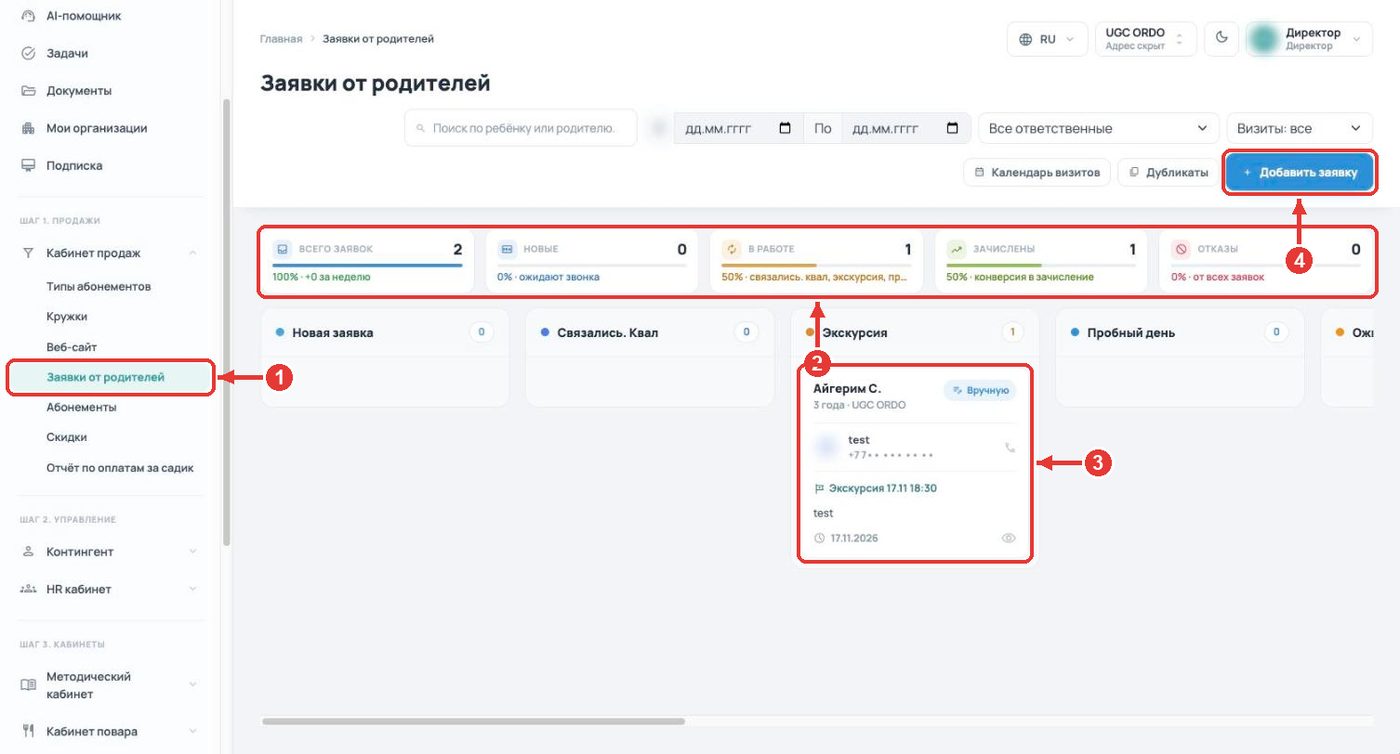 AI-помощник
Задачи
Документы
Мои организации
Подписка
ШАГ 1. ПРОДАЖИ
Кабинет продаж
Типы абонементов
Кружки
Веб-сайт
Заявки от родителей
Абонементы
Скидки
Отчёт по оплатам за садик
ШАГ 2. УПРАВЛЕНИЕ
Контингент
HR кабинет
ШАГ 3. КАБИНЕТЫ
Методический
кабинет
Кабинет повара
1
Главная > Заявки от родителей
RU
UGC ORDO
Адрес скрыт
Директор
Директор
Заявки от родителей
Поиск по ребёнку или родителю.
дд.мм.гггг
По
дд.мм.гггг
Все ответственные
Визиты: все
Календарь визитов
Дубликаты
+ Добавить заявку
4
ВСЕГО ЗАЯВОК 2
100% · +0 за неделю
НОВЫЕ 0
0% · ожидают звонка
В РАБОТЕ 1
50% · связались. квал, экскурсия, пр...
ЗАЧИСЛЕНЫ 1
50% · конверсия в зачисление
ОТКАЗЫ 0
0% · от всех заявок
2
Новая заявка 0
Связались. Квал 0
Экскурсия 1
Пробный день 0
Ожи
Айгерим С.
Вручную
3 года · UGC ORDO
test
+77•• ••• •• ••
Экскурсия 17.11 18:30
test
17.11.2026
3